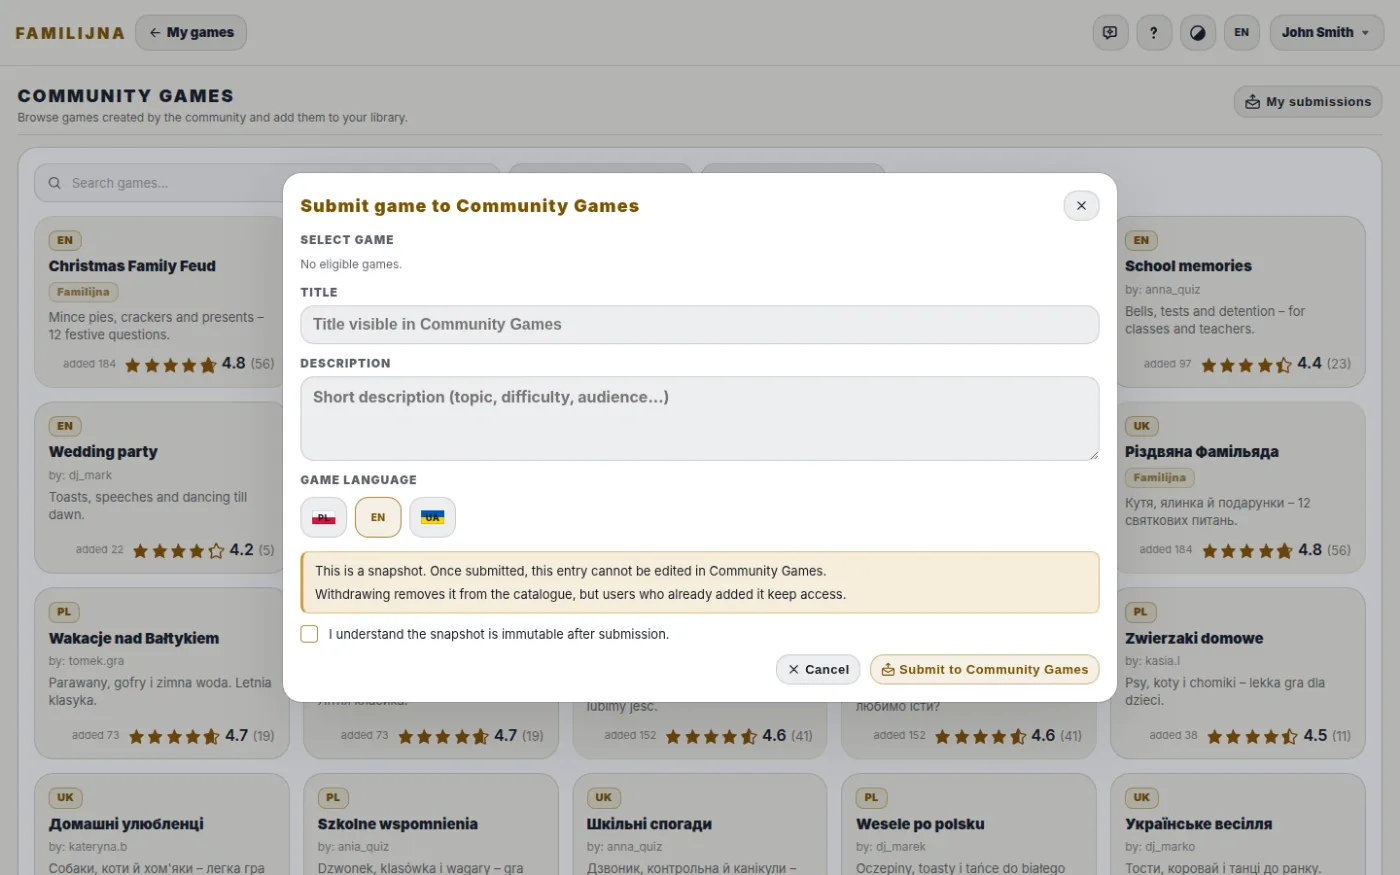 FAMILIJNA
← My games
?
EN
John Smith
COMMUNITY GAMES
Browse games created by the community and add them to your library.
My submissions
Search games...
EN
Christmas Family Feud
Familijna
Mince pies, crackers and presents –
12 festive questions.
added 184
4.8 (56)
EN
School memories
by: anna_quiz
Bells, tests and detention – for
classes and teachers.
added 97
4.4 (23)
Submit game to Community Games
SELECT GAME
No eligible games.
TITLE
Title visible in Community Games
DESCRIPTION
Short description (topic, difficulty, audience...)
GAME LANGUAGE
PL
EN
UA
This is a snapshot. Once submitted, this entry cannot be edited in Community Games.
Withdrawing removes it from the catalogue, but users who already added it keep access.
I understand the snapshot is immutable after submission.
Cancel
Submit to Community Games
EN
Wedding party
by: dj_mark
Toasts, speeches and dancing till
dawn.
added 22
4.2 (5)
UK
Різдвяна Фамільяда
Familijna
Кутя, ялинка й подарунки – 12
святкових питань.
added 184
4.8 (56)
PL
Wakacje nad Bałtykiem
by: tomek.gra
Parawany, gofry i zimna woda. Letnia
klasyka.
added 73
4.7 (19)
added 73
4.7 (19)
lubimy jeść.
added 152
4.6 (41)
любимо їсти?
added 152
4.6 (41)
PL
Zwierzaki domowe
by: kasia.l
Psy, koty i chomiki – lekka gra dla
dzieci.
added 38
4.5 (11)
UK
Домашні улюбленці
by: kateryna.b
Собаки, коти й хом'яки – легка гра
PL
Szkolne wspomnienia
by: ania_quiz
Dzwonek, klasówka i wagary – gra
UK
Шкільні спогади
by: anna_quiz
Дзвоник, контрольна й канікули –
PL
Wesele po polsku
by: dj_marek
Oczepiny, toasty i tańce do białego
UK
Українське весілля
by: dj_marko
Тости, коровай і танці до ранку.